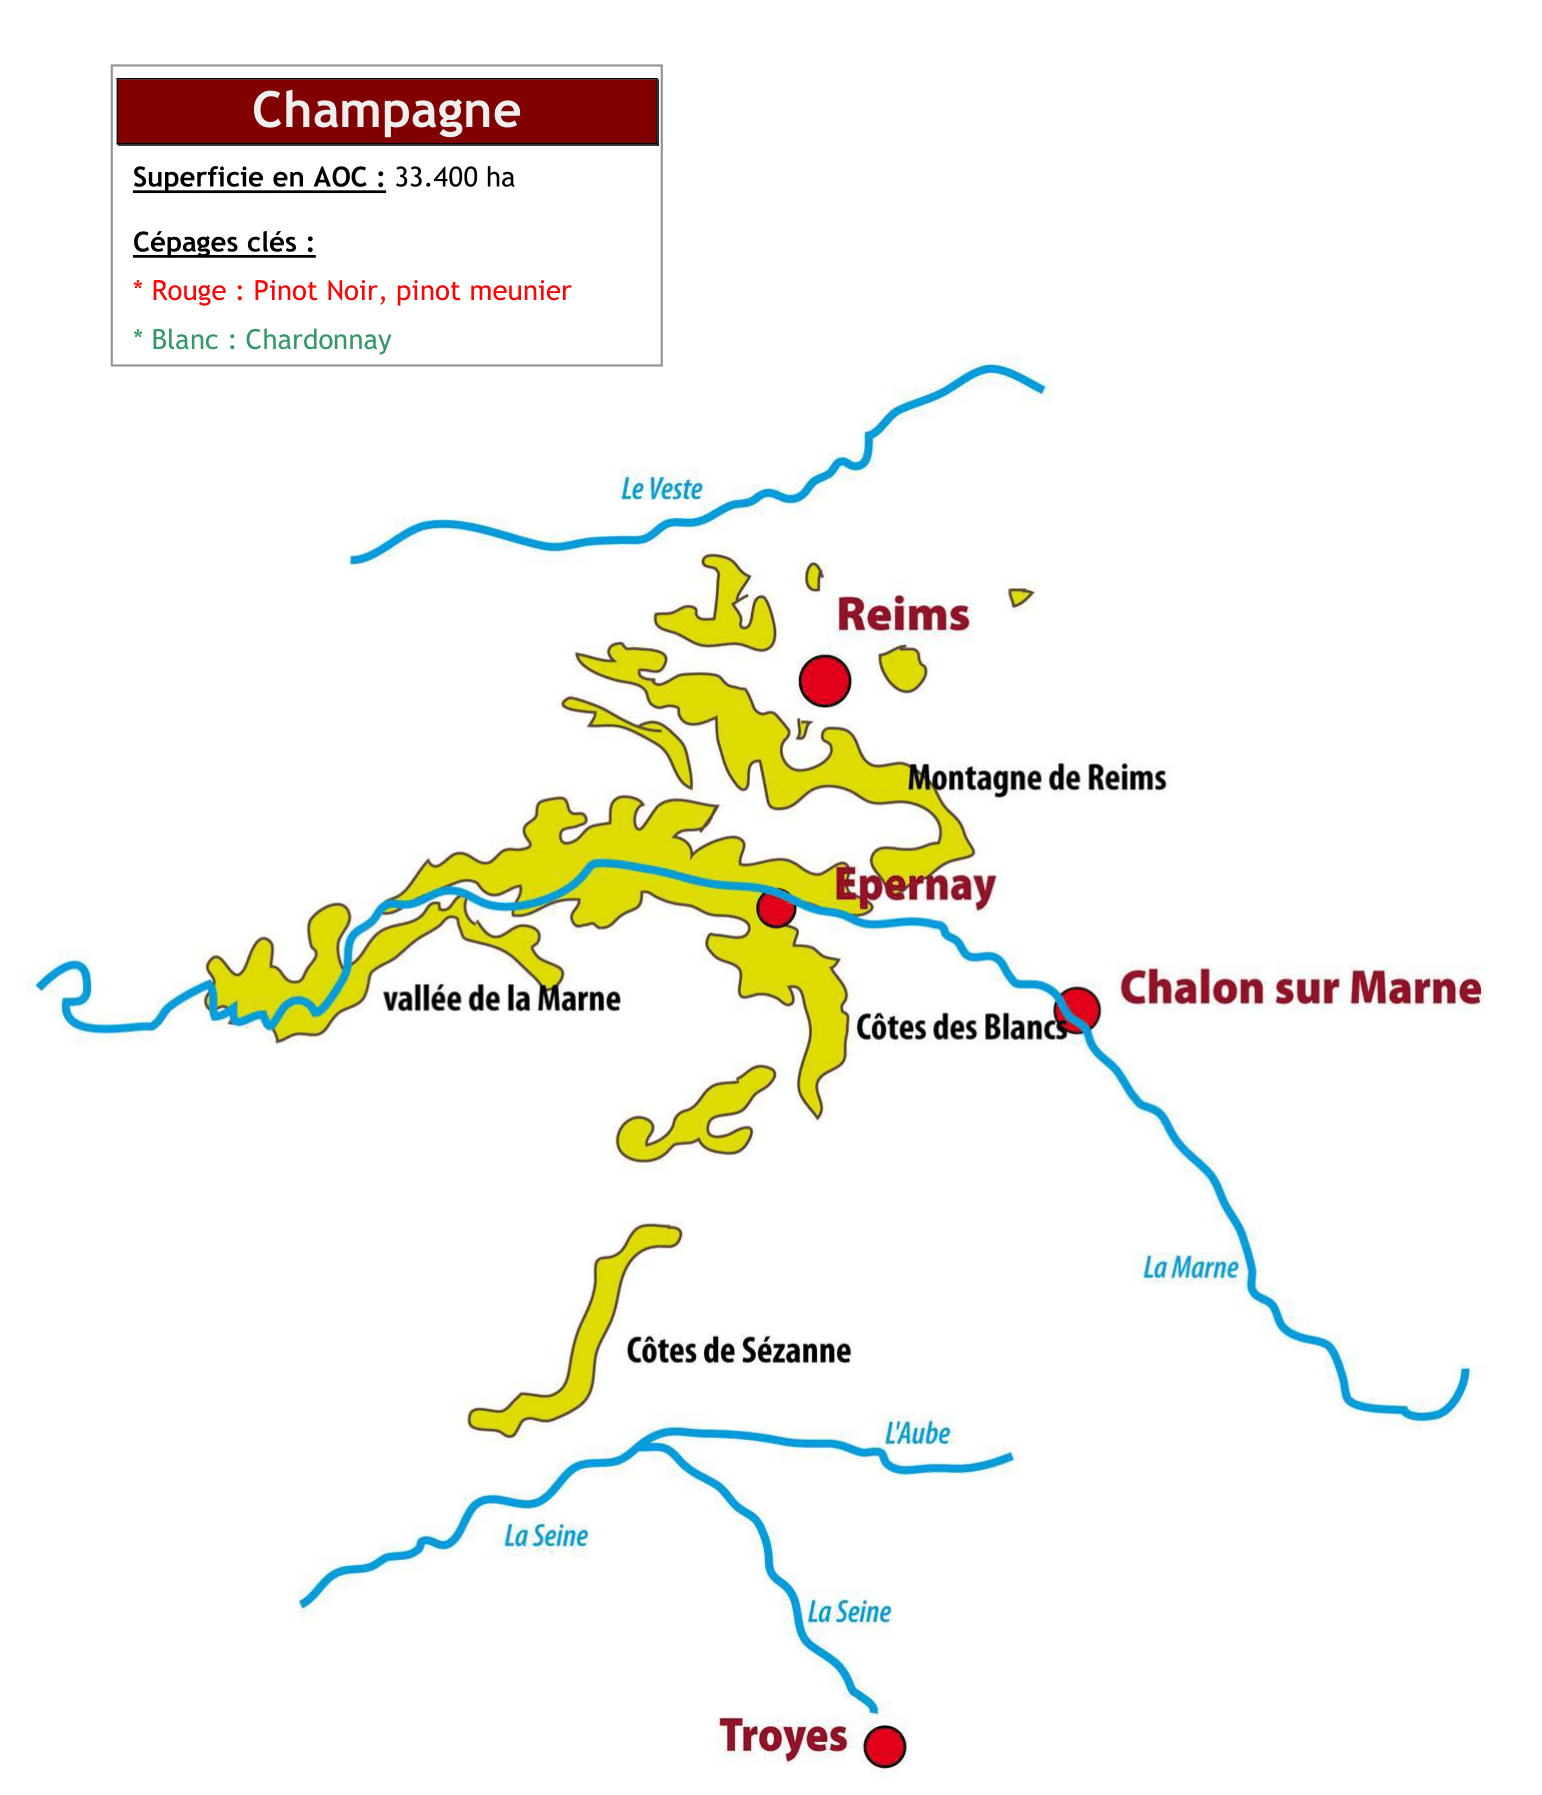 Champagne
Superficie en AOC : 33.400 ha
Cépages clés :
* Rouge : Pinot Noir, pinot meunier
* Blanc : Chardonnay
Le Veste
Reims
Montagne de Reims
Epernay
Chalon sur Marne
vallée de la Marne
Côtes des Blancs
La Marne
Côtes de Sézanne
L'Aube
La Seine
La Seine
Troyes